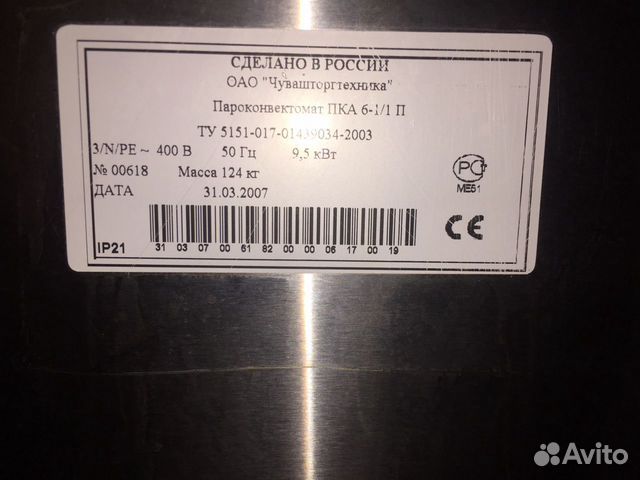 СДЕЛАНО В РОССИИ
ОАО "Чувашторгтехника"
Пароконвектомат ПКА 6-1/1 П
ТУ 5151-017-01439034-2003
3/N/PE ~ 400 В 50 Гц 9,5 кВт
№ 00618 Масса 124 кг
ДАТА 31.03.2007
РС
МЕ61
CE
IP21
31 03 07 00 61 82 00 00 06 17 00 19
Avito